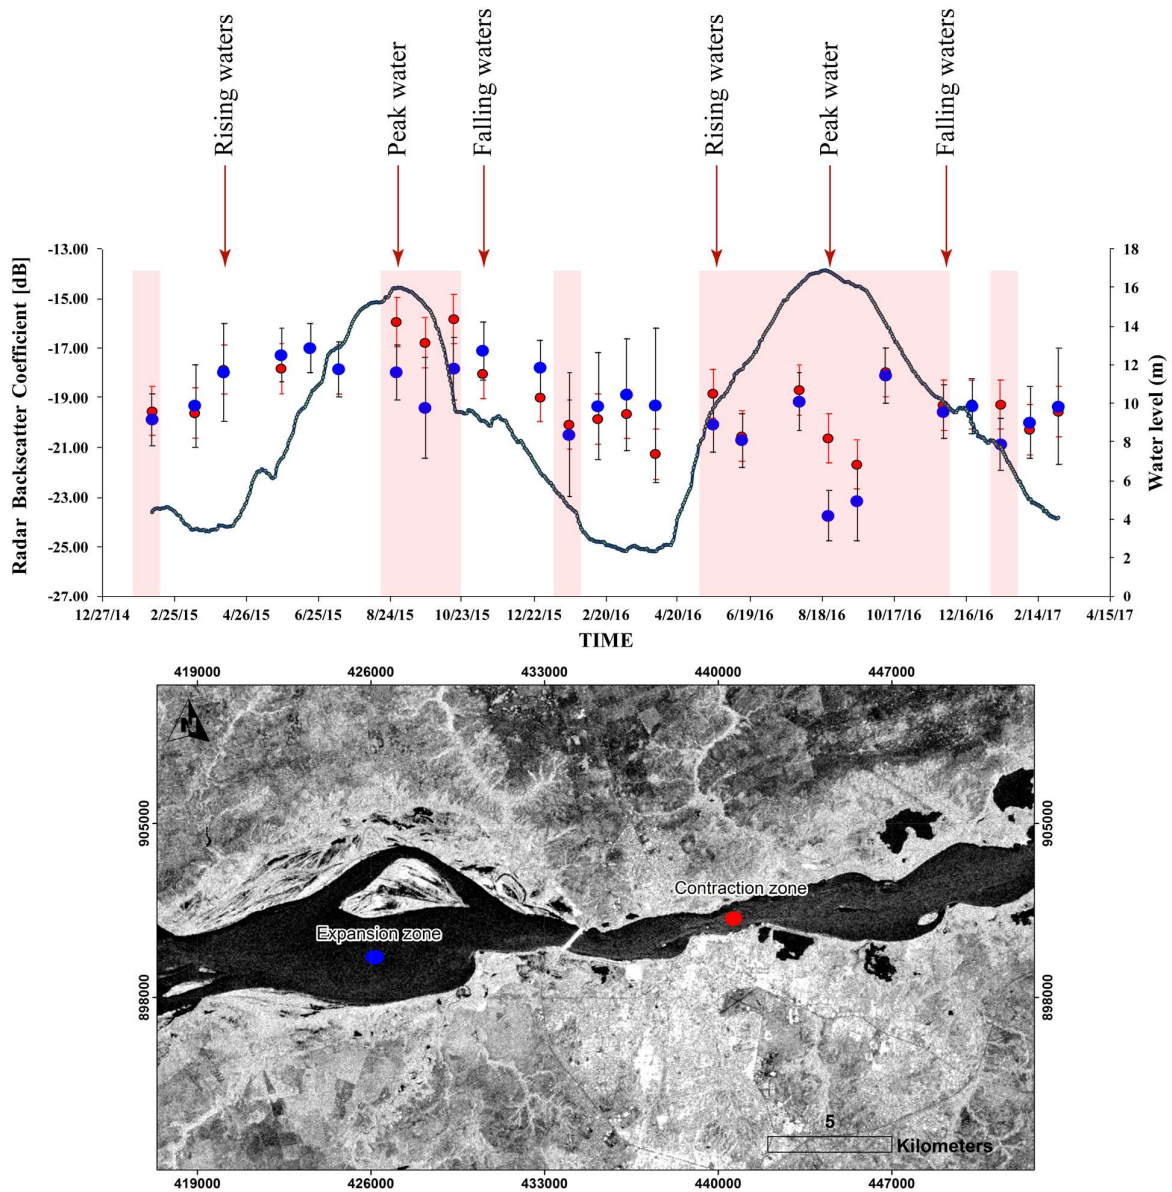 Rising waters
Peak water
Falling waters
Rising waters
Peak water
Falling waters
Radar Backscatter Coefficient [dB]
-13.00
-15.00
-17.00
-19.00
-21.00
-23.00
-25.00
-27.00
18
16
14
12
10
8
6
4
2
0
Water level (m)
12/27/14 2/25/15 4/26/15 6/25/15 8/24/15 10/23/15 12/22/15 2/20/16 4/20/16 6/19/16 8/18/16 10/17/16 12/16/16 2/14/17 4/15/17
TIME
419000 426000 433000 440000 447000
N
905000 905000
Contraction zone
Expansion zone
898000 898000
5
Kilometers
419000 426000 433000 440000 447000